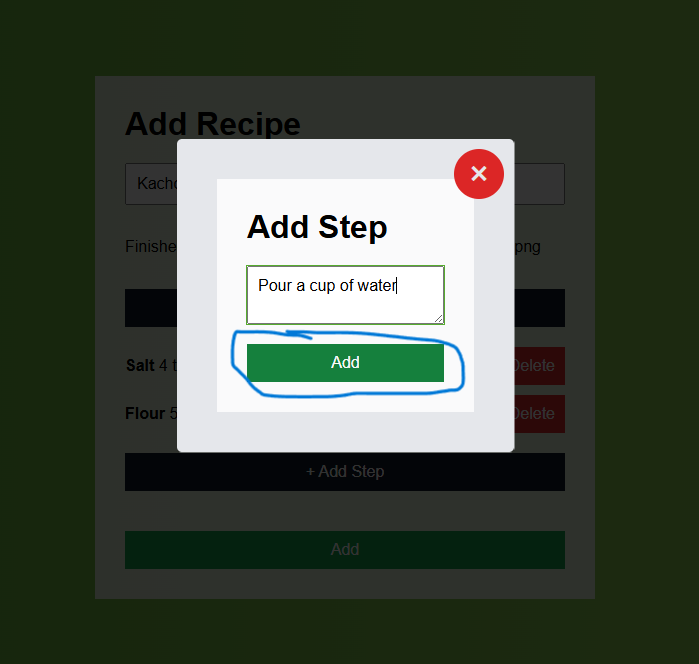 Add Recipe
Kacho
Finishe
png
Add Step
Pour a cup of water
Add
Salt 4 t
Delete
Flour 5
Delete
+ Add Step
Add